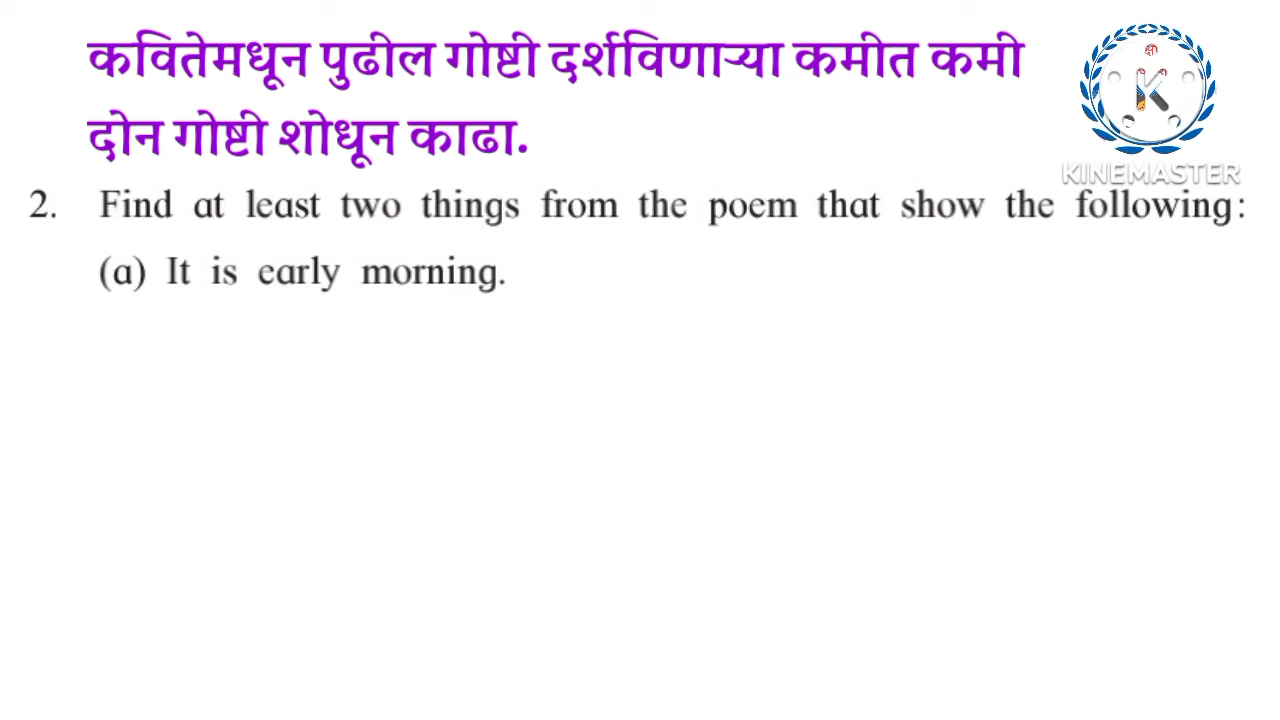 कवितेमधून पुढील गोष्टी दर्शविणाऱ्या कमीत कमी
दोन गोष्टी शोधून काढा.
क्षी
K
KINEMASTER
2. Find at least two things from the poem that show the following:
(a) It is early morning.